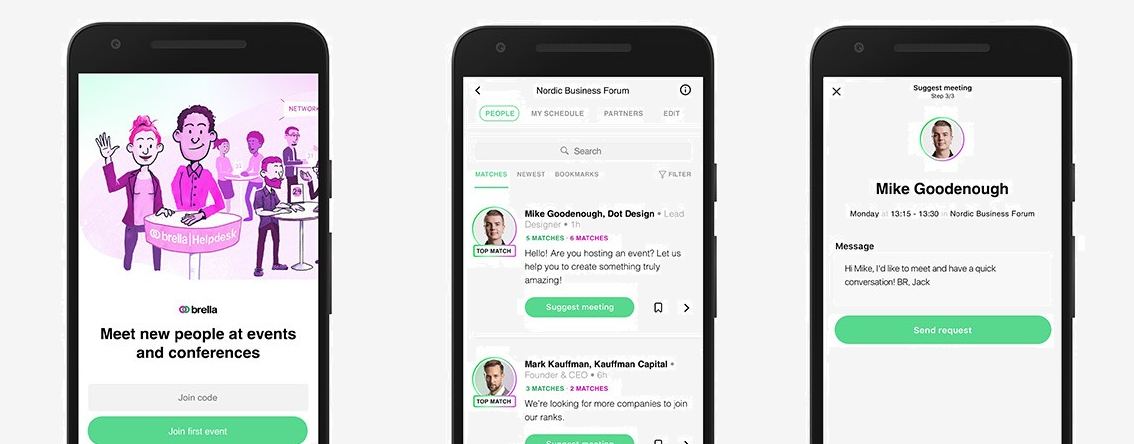 NETWOR
24
brella Helpdesk
brella
Meet new people at events
and conferences
Join code
Join first event
Nordic Business Forum
PEOPLE MY SCHEDULE PARTNERS EDIT
Search
MATCHES NEWEST BOOKMARKS FILTER
Mike Goodenough, Dot Design • Lead
Designer • 1h
5 MATCHES · 6 MATCHES
TOP MATCH
Hello! Are you hosting an event? Let us
help you to create something truly
amazing!
Suggest meeting
Mark Kauffman, Kauffman Capital •
Founder & CEO • 6h
3 MATCHES · 2 MATCHES
TOP MATCH
We're looking for more companies to join
our ranks.
Suggest meeting
Suggest meeting
Step 3/3
Mike Goodenough
Monday at 13:15 - 13:30 in Nordic Business Forum
Message
Hi Mike, I'd like to meet and have a quick
conversation! BR, Jack
Send request